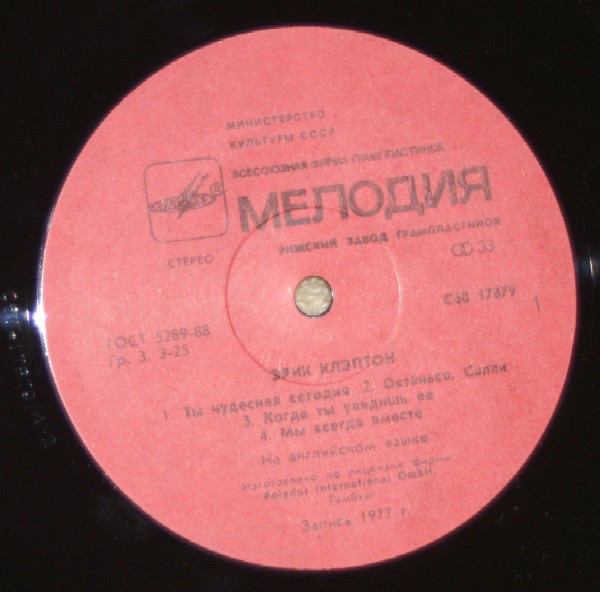 МИНИСТЕРСТВО
КУЛЬТУРЫ СССР
ВСЕСОЮЗНАЯ ФИРМА ГРАМПЛАСТИНОК
МЕЛОДИЯ
РИЖСКИЙ ЗАВОД ГРАМПЛАСТИНОК
СТЕРЕО
33
С60 17879
1
ГОСТ 5289-88
Гр. 3. 3-25
ЭРИК КЛЭПТОН
1. Ты чудесная сегодня 2. Останься, Салли
3. Когда ты увидишь ее
4. Мы всегда вместе
На английском языке
Изготовлено по лицензии фирмы
Polydor International GmbH,
Гамбург
Запись 1977 г.